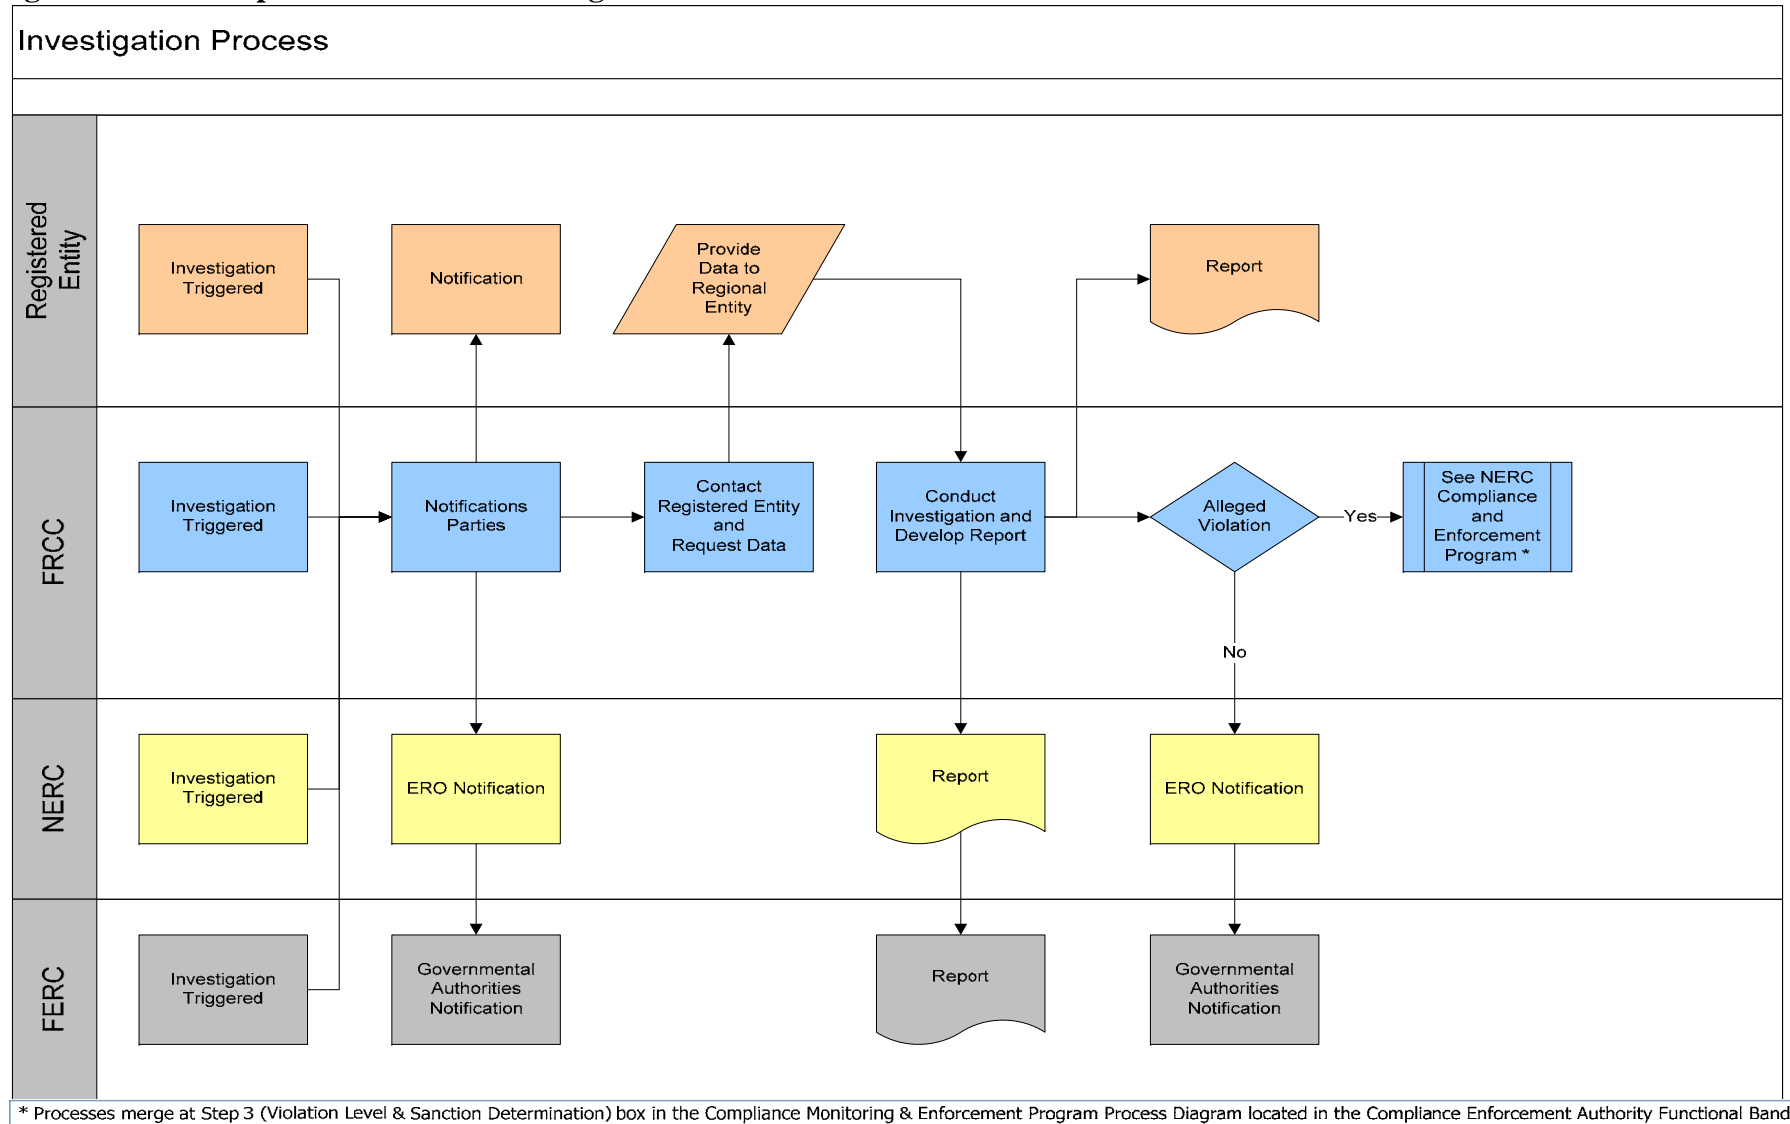 Investigation Process
Registered
Entity
Investigation
Triggered
Notification
Provide
Data to
Regional
Entity
Report
FRCC
Investigation
Triggered
Notifications
Parties
Contact
Registered Entity
and
Request Data
Conduct
Investigation and
Develop Report
Alleged
Violation
Yes
See NERC
Compliance
and
Enforcement
Program *
No
NERC
Investigation
Triggered
ERO Notification
Report
ERO Notification
FERC
Investigation
Triggered
Governmental
Authorities
Notification
Report
Governmental
Authorities
Notification
* Processes merge at Step 3 (Violation Level & Sanction Determination) box in the Compliance Monitoring & Enforcement Program Process Diagram located in the Compliance Enforcement Authority Functional Band